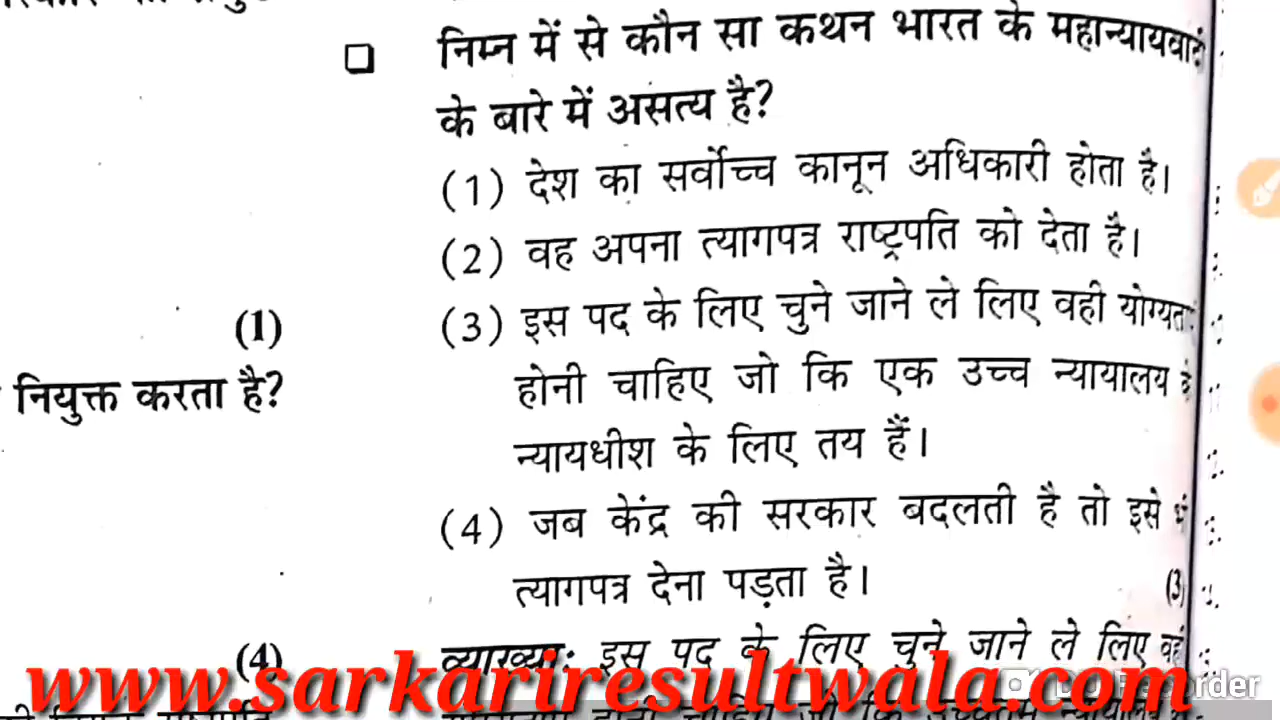 निम्न में से कौन सा कथन भारत के महान्यायवादी
के बारे में असत्य है?
(1) देश का सर्वोच्च कानून अधिकारी होता है।
(2) वह अपना त्यागपत्र राष्ट्रपति को देता है।
(1)
(3) इस पद के लिए चुने जाने ले लिए वही योग्यता
नियुक्त करता है?
होनी चाहिए जो कि एक उच्च न्यायालय के
न्यायधीश के लिए तय हैं।
(4) जब केंद्र की सरकार बदलती है तो इसे भी
त्यागपत्र देना पड़ता है।
(3)
(4)
व्याख्या: इस पद के लिए चुने जाने ले लिए वही
www.sarkariresultwala.com
Recorder